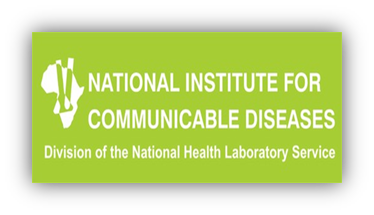 NATIONAL INSTITUTE FOR
COMMUNICABLE DISEASES
Division of the National Health Laboratory Service